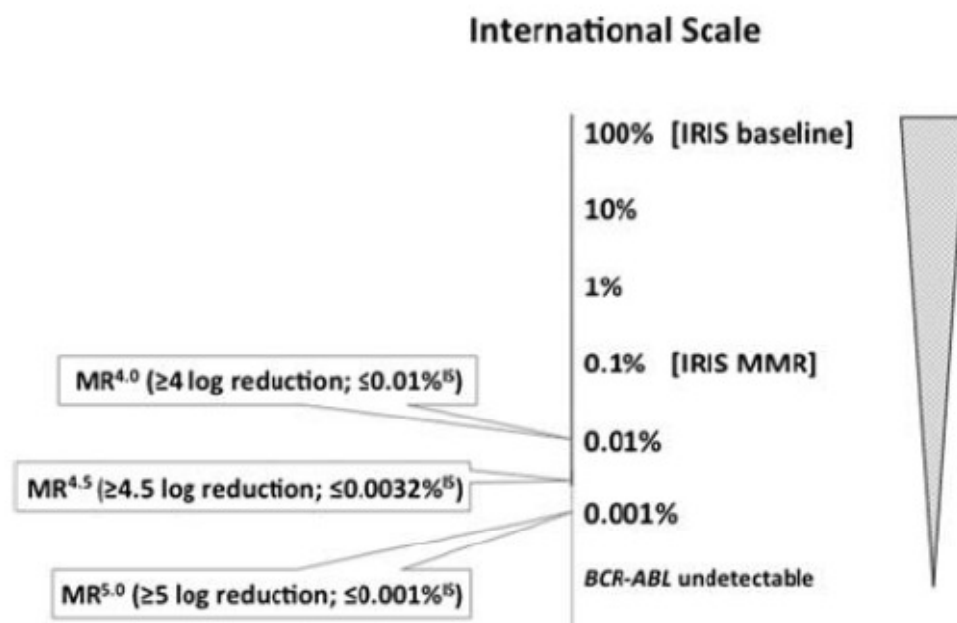 International Scale
100% [IRIS baseline]
10%
1%
0.1% [IRIS MMR]
MR4.0 (≥4 log reduction; ≤0.01%IS)
0.01%
MR4.5 (≥4.5 log reduction; ≤0.0032%IS)
0.001%
BCR-ABL undetectable
MR5.0 (≥5 log reduction; ≤0.001%IS)